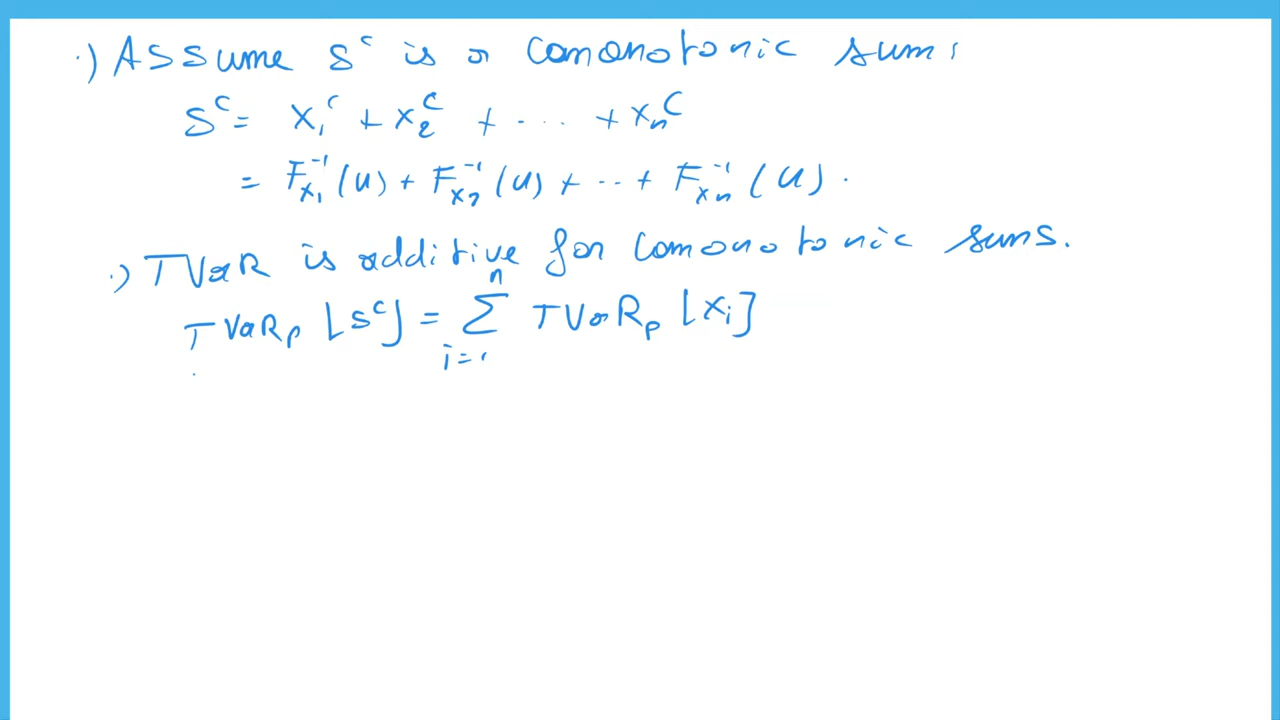 ·) Assume S^c is a comonotonic sum:
S^c = X_1^c + X_2^c + ... + X_n^c
= F_{X_1}^{-1}(U) + F_{X_2}^{-1}(U) + ... + F_{X_n}^{-1}(U).
·) TVaR is additive for comonotonic sums.
TVaR_p [S^c] = \sum_{i=1}^{n} TVaR_p [X_i]